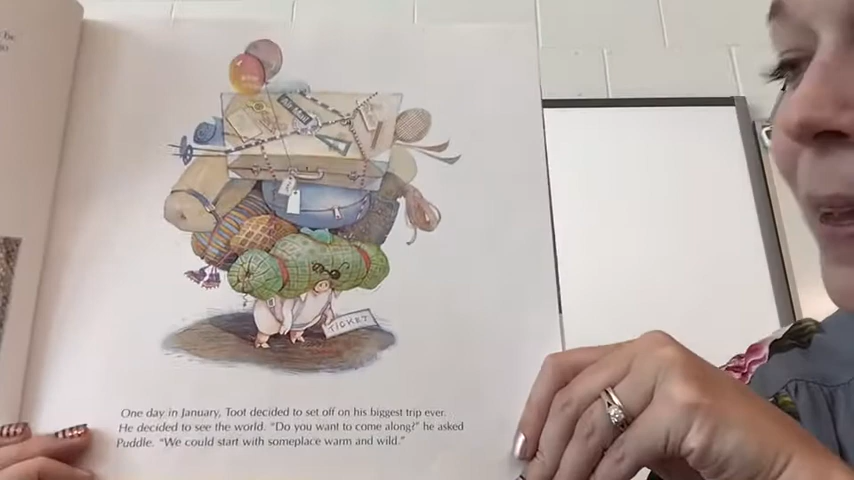 TICKET
One day in January, Toot decided to set off on his biggest trip ever.
He decided to see the world. "Do you want to come along?" he asked
Puddle. "We could start with someplace warm and wild."